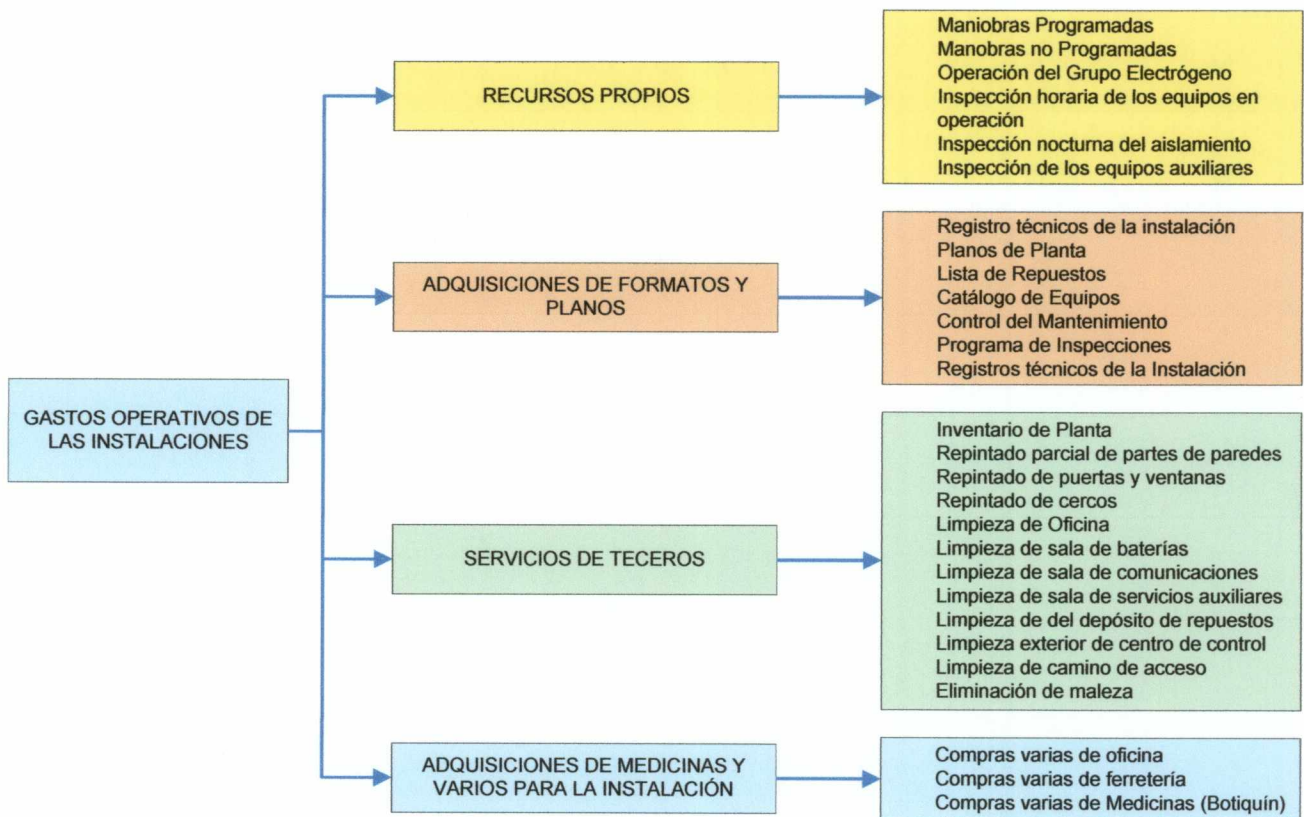 GASTOS OPERATIVOS DE
LAS INSTALACIONES
RECURSOS PROPIOS
Maniobras Programadas
Manobras no Programadas
Operación del Grupo Electrógeno
Inspección horaria de los equipos en
operación
Inspección nocturna del aislamiento
Inspección de los equipos auxiliares
ADQUISICIONES DE FORMATOS Y
PLANOS
Registro técnicos de la instalación
Planos de Planta
Lista de Repuestos
Catálogo de Equipos
Control del Mantenimiento
Programa de Inspecciones
Registros técnicos de la Instalación
SERVICIOS DE TECEROS
Inventario de Planta
Repintado parcial de partes de paredes
Repintado de puertas y ventanas
Repintado de cercos
Limpieza de Oficina
Limpieza de sala de baterías
Limpieza de sala de comunicaciones
Limpieza de sala de servicios auxiliares
Limpieza de del depósito de repuestos
Limpieza exterior de centro de control
Limpieza de camino de acceso
Eliminación de maleza
ADQUISICIONES DE MEDICINAS Y
VARIOS PARA LA INSTALACIÓN
Compras varias de oficina
Compras varias de ferretería
Compras varias de Medicinas (Botiquín)